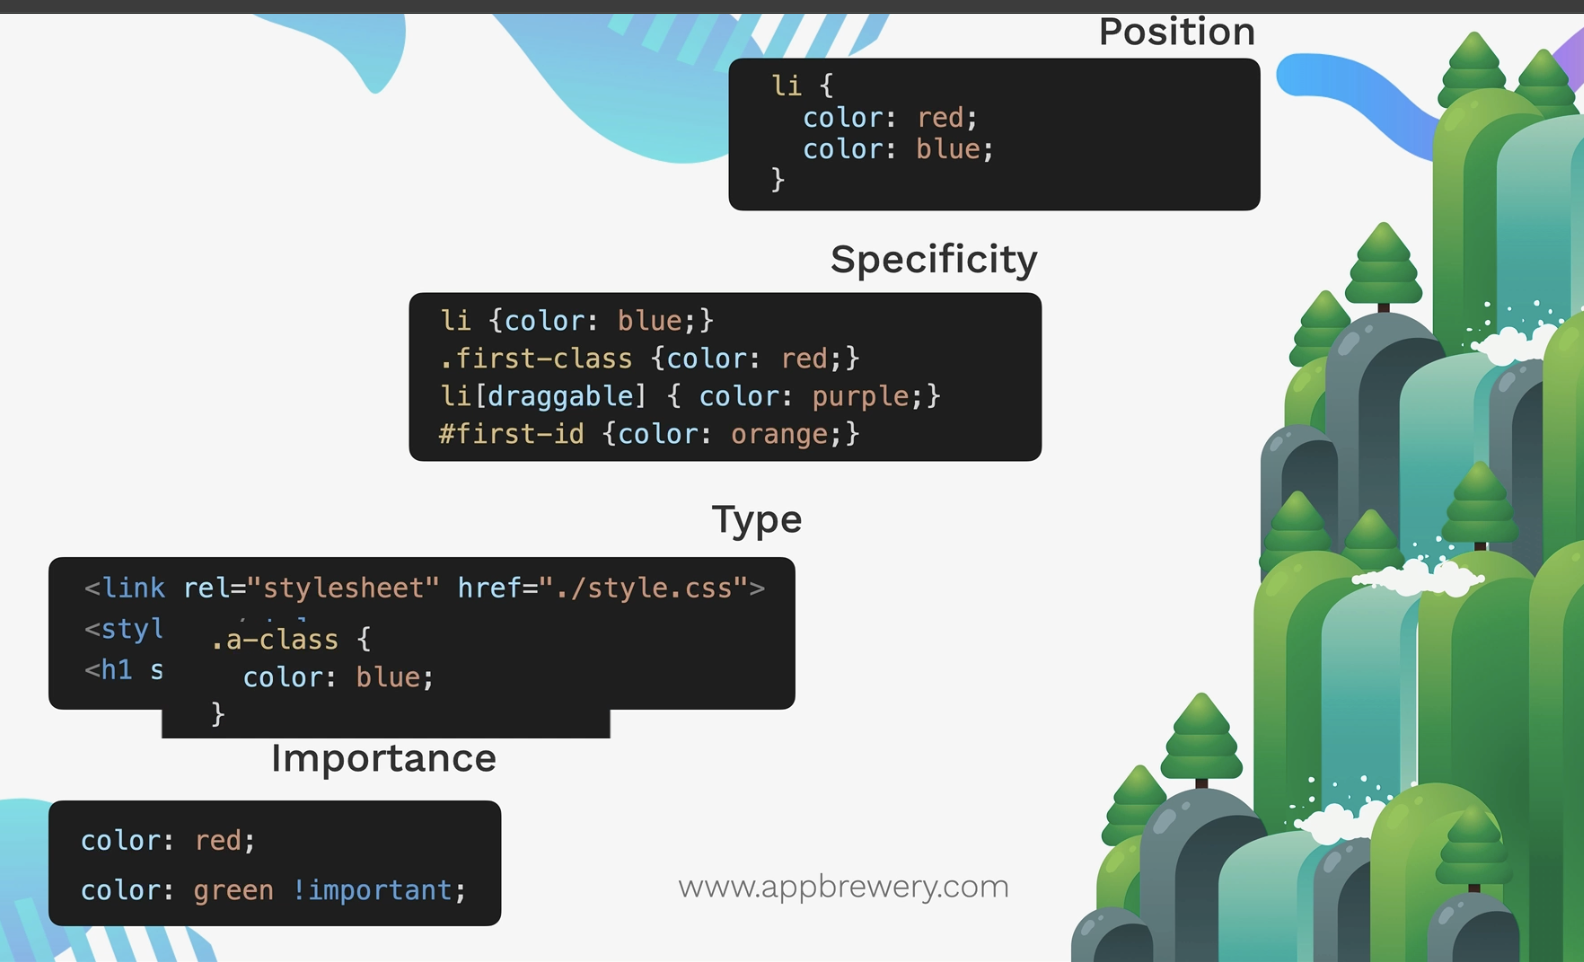 Position
li {
color: red;
color: blue;
}
Specificity
li {color: blue;}
.first-class {color: red;}
li[draggable] { color: purple;}
#first-id {color: orange;}
Type
<link rel="stylesheet" href="./style.css">
<styl
<h1 s
.a-class {
color: blue;
}
Importance
color: red;
color: green !important;
www.appbrewery.com